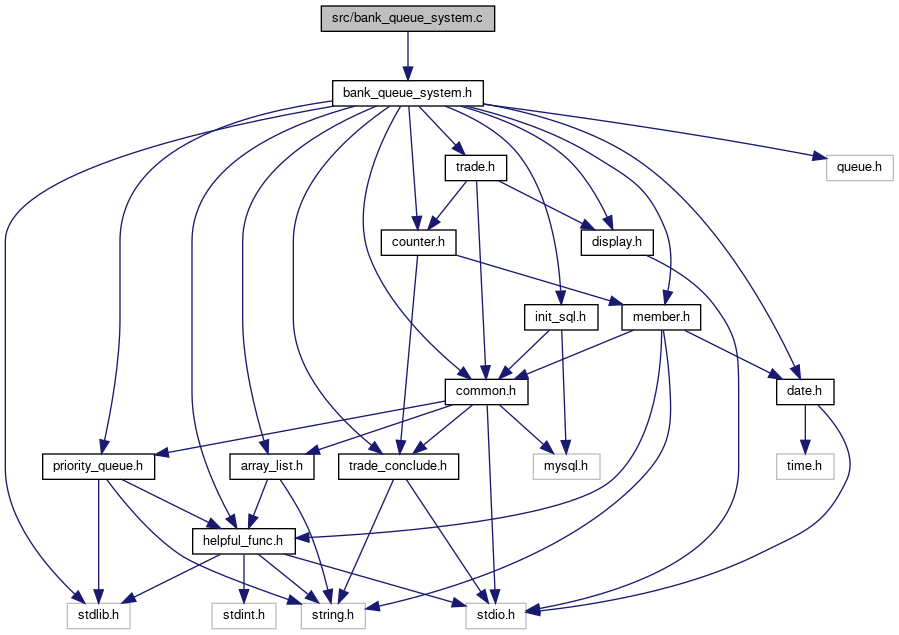 src/bank_queue_system.c
bank_queue_system.h
trade.h
queue.h
counter.h
display.h
init_sql.h
member.h
common.h
date.h
priority_queue.h
array_list.h
trade_conclude.h
mysql.h
time.h
helpful_func.h
stdlib.h
stdint.h
string.h
stdio.h